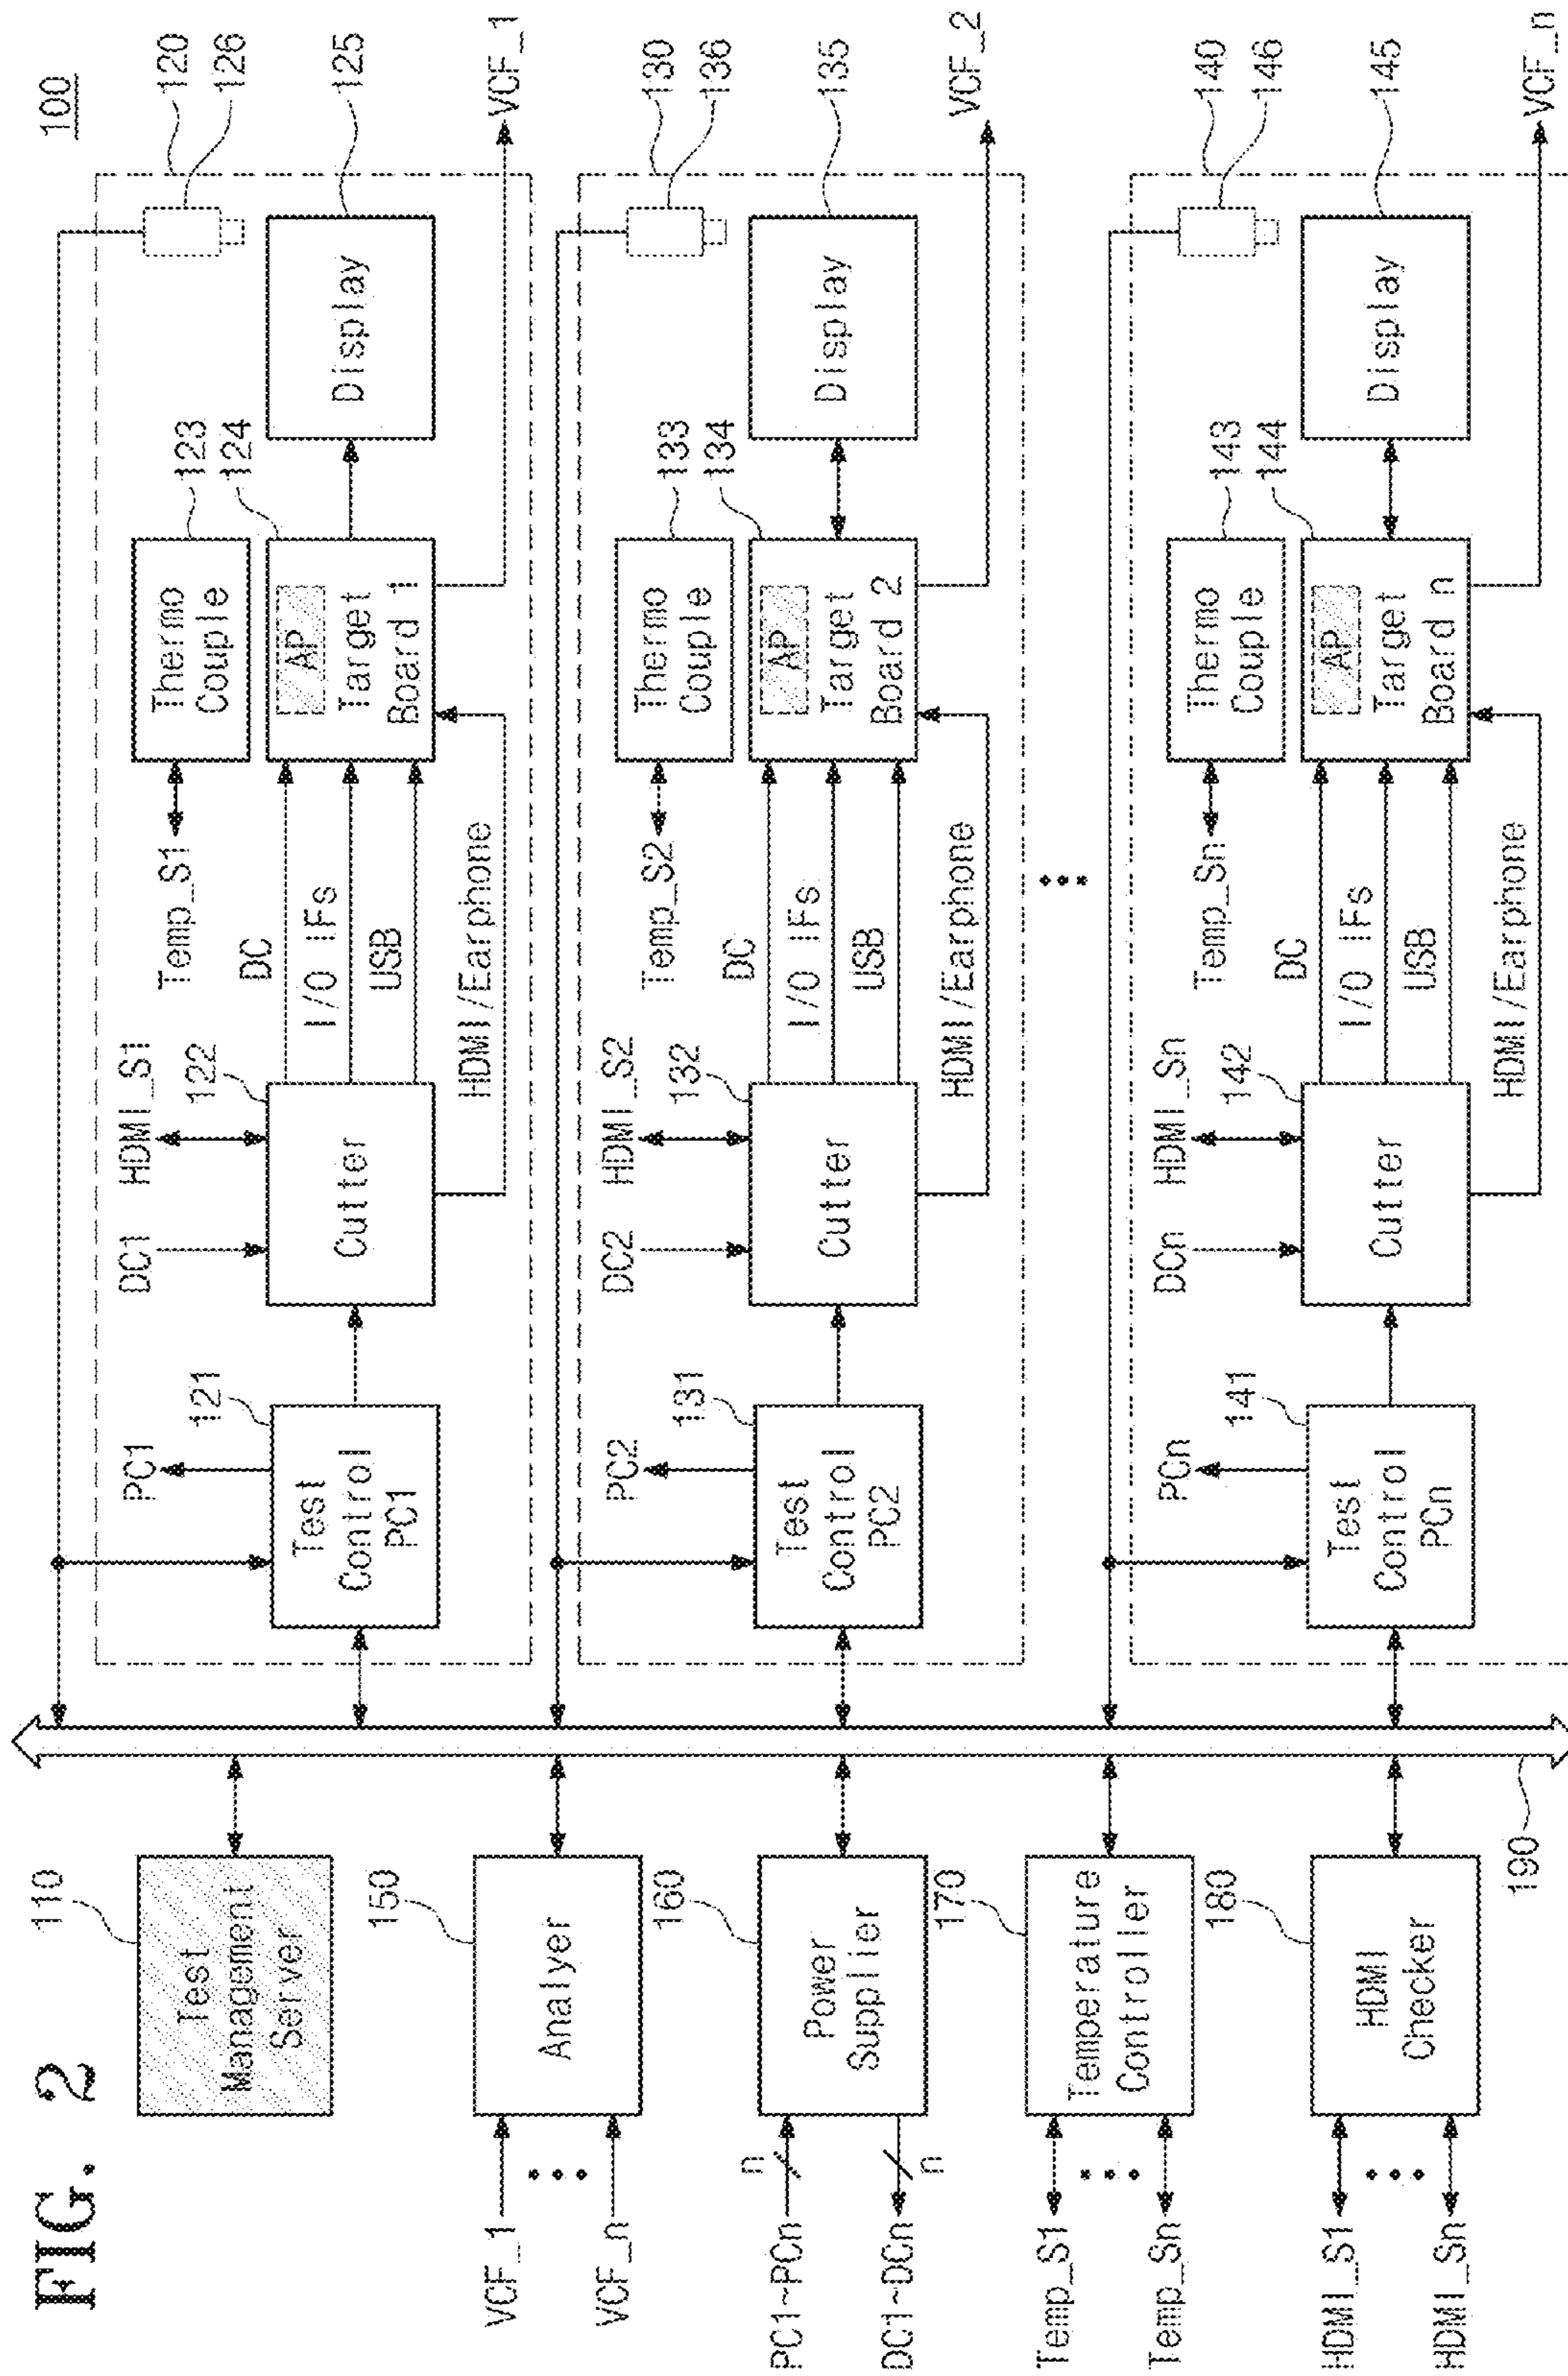 FIG. 2
100
110
Test
Management
Server
150
Analyer
VCF_1
VCF_n
160
Power
Supplier
n
PC1~PCn
DC1~DCn
n
170
Temperature
Controller
Temp_S1
Temp_Sn
180
HDMI
Checker
HDMI_S1
HDMI_Sn
190
120
126
125
VCF_1
PC1
121
Test
Control
PC1
DC1
HDMI_S1
122
Cutter
Temp_S1
DC
I/O IFs
USB
HDMI/Earphone
123
124
Thermo
Couple
AP
Target
Board 1
Display
130
136
135
VCF_2
PC2
131
Test
Control
PC2
DC2
HDMI_S2
132
Cutter
Temp_S2
DC
I/O IFs
USB
HDMI/Earphone
133
134
Thermo
Couple
AP
Target
Board 2
Display
140
146
145
VCF_n
PCn
141
Test
Control
PCn
DCn
HDMI_Sn
142
Cutter
Temp_Sn
DC
I/O IFs
USB
HDMI/Earphone
143
144
Thermo
Couple
AP
Target
Board n
Display